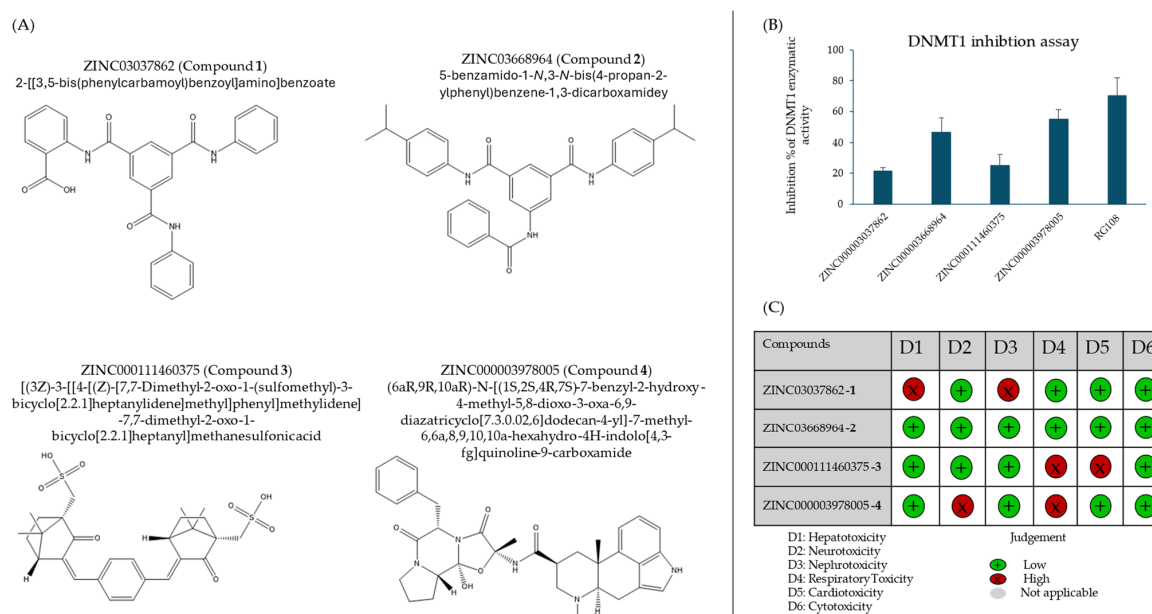 (A)
ZINC03037862 (Compound 1)
2-[[3,5-bis(phenylcarbamoyl)benzoyl]amino]benzoate
O
O
NH
N
H
O
OH
O
NH
ZINC03668964 (Compound 2)
5-benzamido-1-N,3-N-bis(4-propan-2-
ylphenyl)benzene-1,3-dicarboxamidey
O
O
N
H
N
H
NH
O
ZINC000111460375 (Compound 3)
[(3Z)-3-[[4-[(Z)-[7,7-Dimethyl-2-oxo-1-(sulfomethyl)-3-
bicyclo[2.2.1]heptanylidene]methyl]phenyl]methylidene]
-7,7-dimethyl-2-oxo-1-
bicyclo[2.2.1]heptanyl]methanesulfonicacid
HO
O
S
O
OH
S
O
O
H
O
O
H
ZINC000003978005 (Compound 4)
(6aR,9R,10aR)-N-[(1S,2S,4R,7S)-7-benzyl-2-hydroxy-
4-methyl-5,8-dioxo-3-oxa-6,9-
diazatricyclo[7.3.0.02,6]dodecan-4-yl]-7-methyl-
6,6a,8,9,10,10a-hexahydro-4H-indolo[4,3-
fg]quinoline-9-carboxamide
O
O
O
N
N
O
NH
NH
H
OH
N
H
(B)
DNMT1 inhibtion assay
Inhibition % of DNMT1 enzymatic
activity
100
80
60
40
20
0
ZINC000003037862
ZINC000003668964
ZINC000111460375
ZINC000003978005
RG108
(C)
Compounds D1 D2 D3 D4 D5 D6
ZINC03037862-1 x + x + + +
ZINC03668964-2 + + + + + +
ZINC000111460375-3 + + + x x +
ZINC000003978005-4 + x + x + +
D1: Hepatotoxicity
D2: Neurotoxicity
D3: Nephrotoxicity
D4: Respiratory Toxicity
D5: Cardiotoxicity
D6: Cytotoxicity
Judgement
+ Low
x High
Not applicable